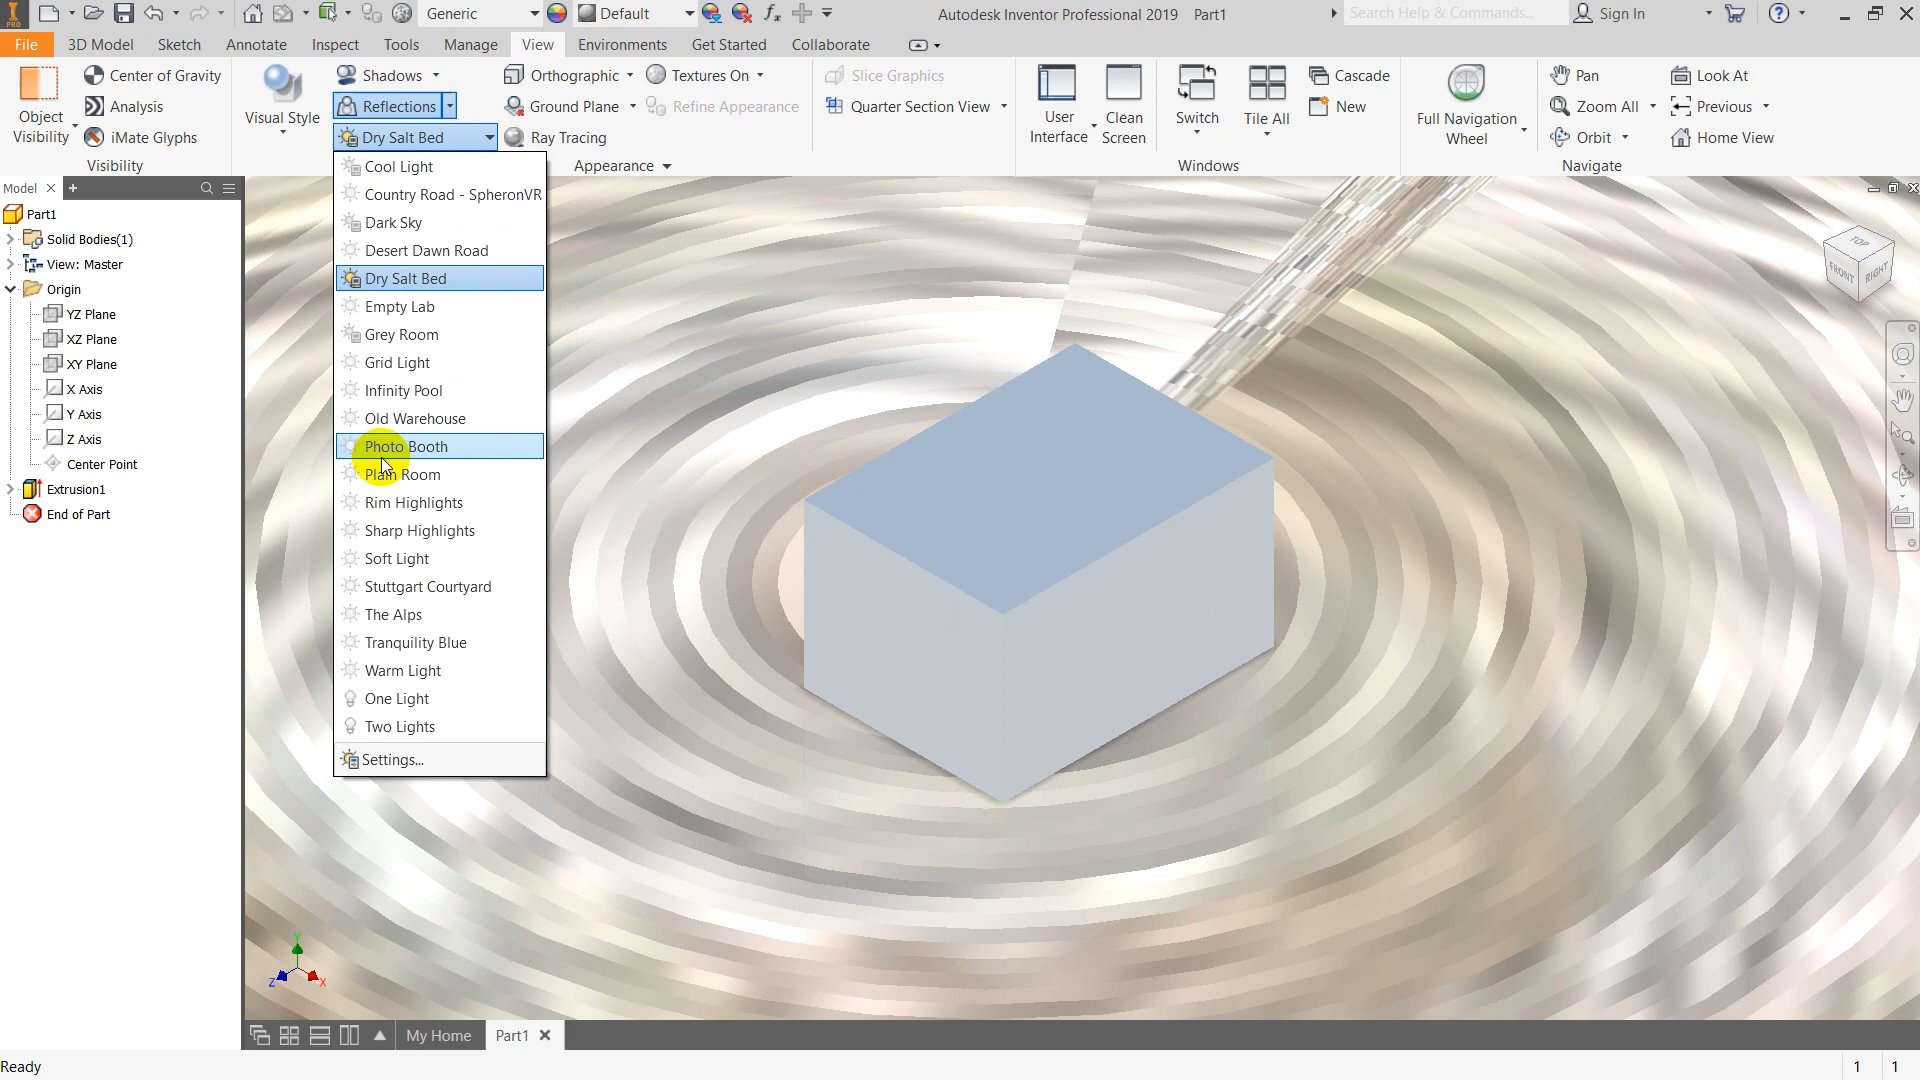 PRO
Generic
Default
Autodesk Inventor Professional 2019 Part1
Search Help & Commands...
Sign In
File 3D Model Sketch Annotate Inspect Tools Manage View Environments Get Started Collaborate
Object Visibility
Center of Gravity
Analysis
iMate Glyphs
Visibility
Visual Style
Shadows
Reflections
Dry Salt Bed
Orthographic
Ground Plane
Ray Tracing
Textures On
Refine Appearance
Appearance
Slice Graphics
Quarter Section View
User Interface
Clean Screen
Switch
Tile All
Cascade
New
Windows
Full Navigation Wheel
Pan
Zoom All
Orbit
Look At
Previous
Home View
Navigate
Model
Part1
Solid Bodies(1)
View: Master
Origin
YZ Plane
XZ Plane
XY Plane
X Axis
Y Axis
Z Axis
Center Point
Extrusion1
End of Part
Cool Light
Country Road - SpheronVR
Dark Sky
Desert Dawn Road
Dry Salt Bed
Empty Lab
Grey Room
Grid Light
Infinity Pool
Old Warehouse
Photo Booth
Plain Room
Rim Highlights
Sharp Highlights
Soft Light
Stuttgart Courtyard
The Alps
Tranquility Blue
Warm Light
One Light
Two Lights
Settings...
TOP
FRONT
RIGHT
Y
Z
X
My Home
Part1
Ready
1 1